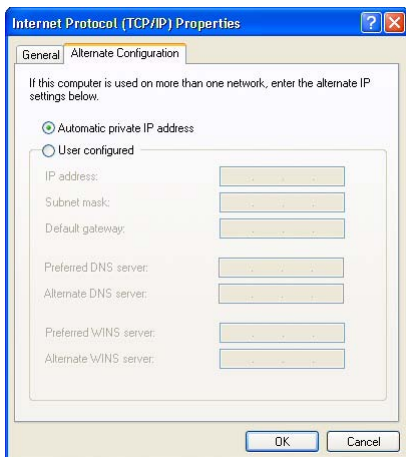 Internet Protocol (TCP/IP) Properties
General
Alternate Configuration
If this computer is used on more than one network, enter the alternate IP
settings below.
Automatic private IP address
User configured
IP address:
Subnet mask:
Default gateway:
Preferred DNS server:
Alternate DNS server:
Preferred WINS server:
Alternate WINS server:
OK
Cancel